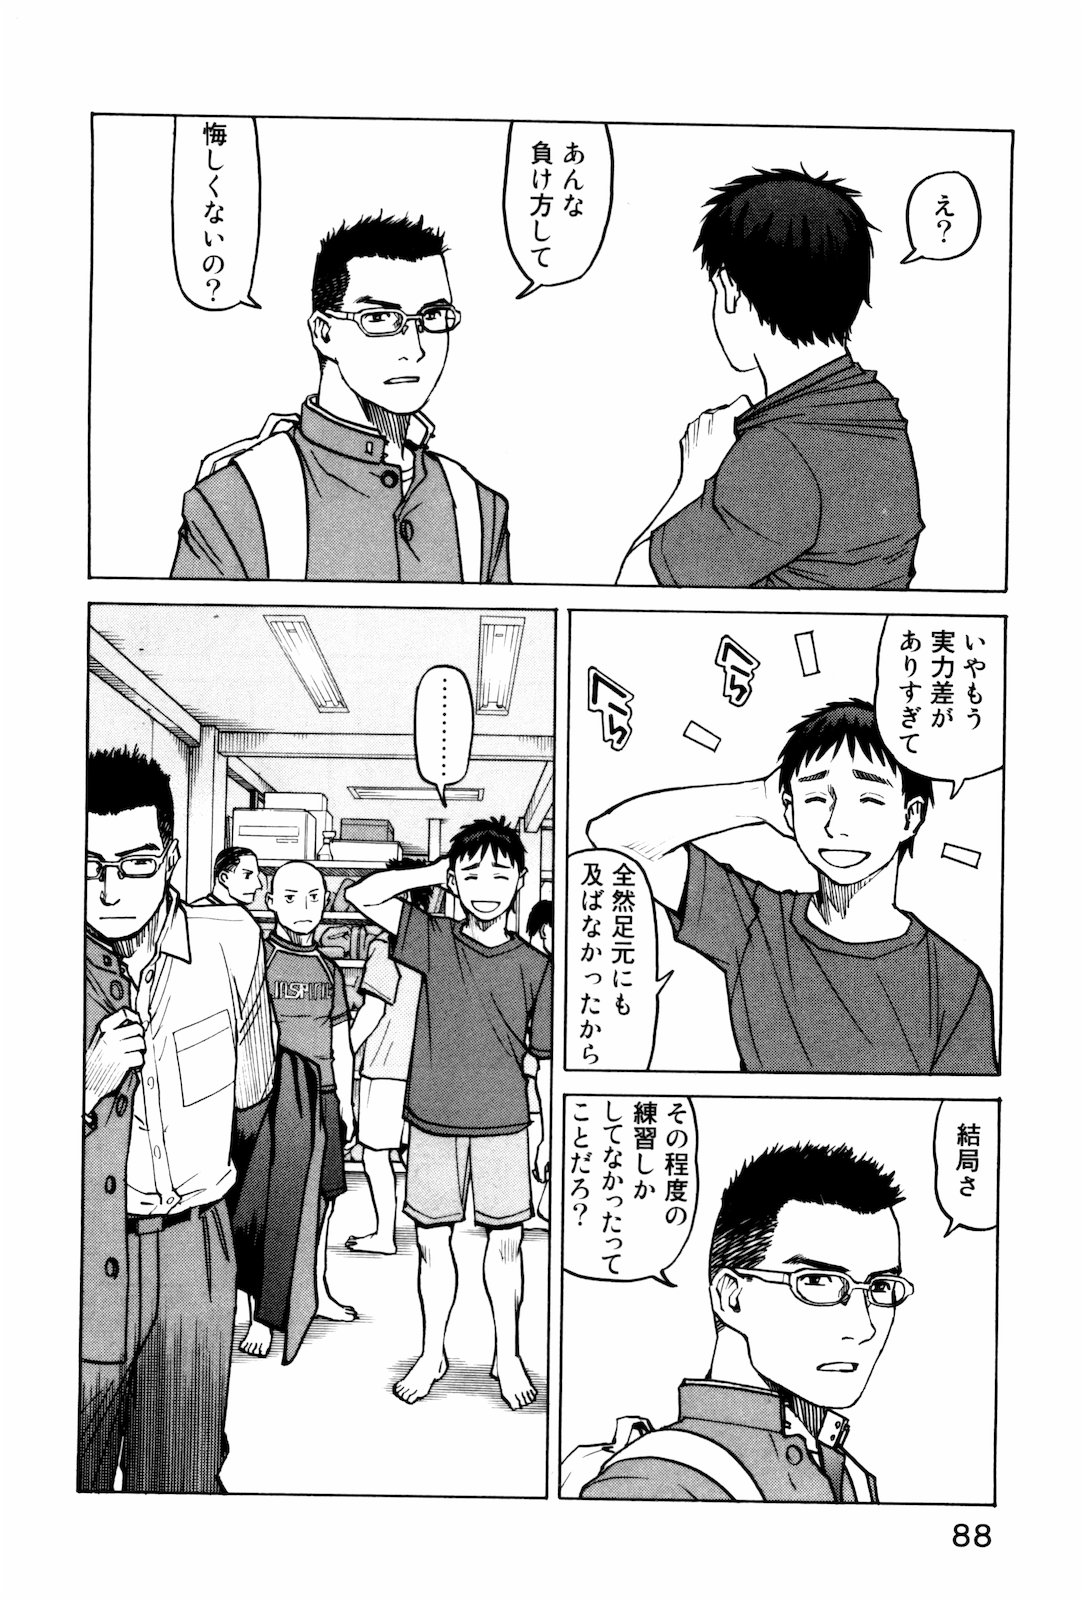 え?
あんな
負け方して
悔しくないの?
いやもう
実力差が
ありすぎて
へら
へら
全然足元にも
及ばなかったから
結局さ
その程度の
練習しか
してなかったって
ことだろ?
………
88